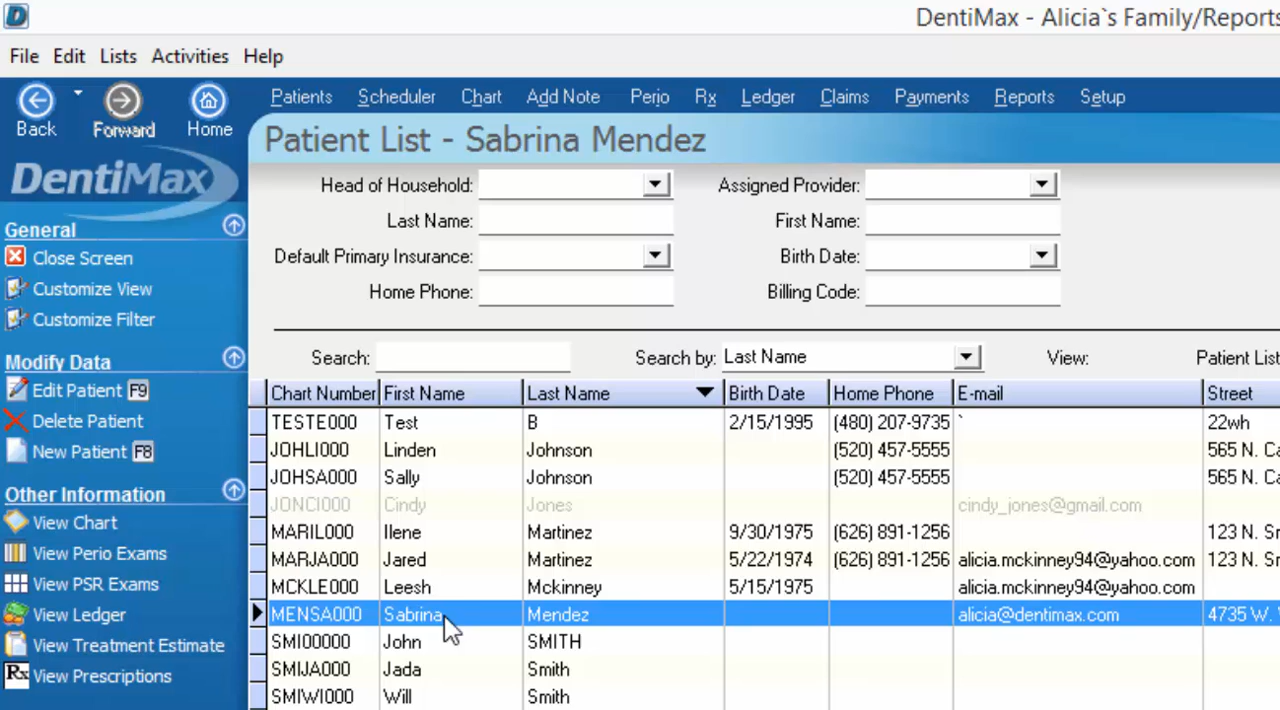 DentiMax - Alicia`s Family/Reports
File Edit Lists Activities Help
Back Forward Home
Patients Scheduler Chart Add Note Perio Rx Ledger Claims Payments Reports Setup
Patient List - Sabrina Mendez
DentiMax
General
Close Screen
Customize View
Customize Filter
Modify Data
Edit Patient F9
Delete Patient
New Patient F8
Other Information
View Chart
View Perio Exams
View PSR Exams
View Ledger
View Treatment Estimate
Rx View Prescriptions
Head of Household: Assigned Provider:
Last Name: First Name:
Default Primary Insurance: Birth Date:
Home Phone: Billing Code:
Search: Search by: Last Name View: Patient List
Chart Number First Name Last Name Birth Date Home Phone E-mail Street
TESTE000 Test B 2/15/1995 (480) 207-9735 ` 22wh
JOHLI000 Linden Johnson (520) 457-5555 565 N. Ca
JOHSA000 Sally Johnson (520) 457-5555 565 N. Ca
JONCI000 Cindy Jones cindy_jones@gmail.com
MARIL000 Ilene Martinez 9/30/1975 (626) 891-1256 123 N. Sm
MARJA000 Jared Martinez 5/22/1974 (626) 891-1256 alicia.mckinney94@yahoo.com 123 N. Sm
MCKLE000 Leesh Mckinney 5/15/1975 alicia.mckinney94@yahoo.com
MENSA000 Sabrina Mendez alicia@dentimax.com 4735 W.
SMI00000 John SMITH
SMIJA000 Jada Smith
SMIWI000 Will Smith